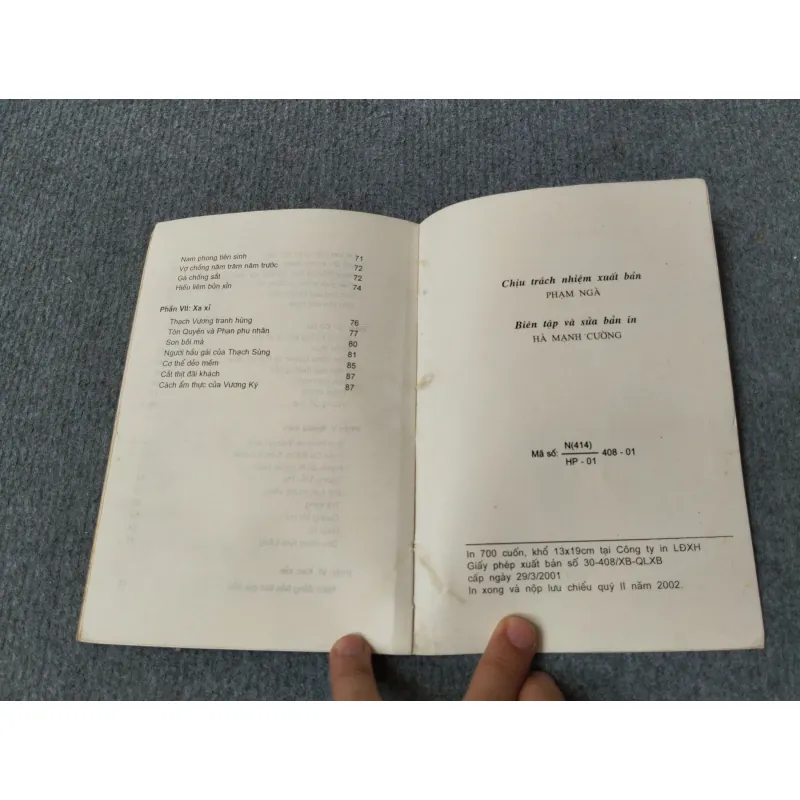 Nam phong tiên sinh 71
Vợ chồng năm trăm năm trước 72
Gà chống sắt 72
Hiếu liêm bủn xỉn 74
Phần VII: Xa xỉ
Thạch Vương tranh hùng 76
Tôn Quyền và Phan phu nhân 77
Son bôi má 80
Người hầu gái của Thạch Sùng 81
Cơ thể dẻo mềm 85
Cắt thịt đãi khách 87
Cách ẩm thực của Vương Ký 87
Chịu trách nhiệm xuất bản
PHẠM NGÀ
Biên tập và sửa bản in
HÀ MẠNH CƯỜNG
Mã số: N(414)
HP - 01 408 - 01
In 700 cuốn, khổ 13x19cm tại Công ty in LĐXH
Giấy phép xuất bản số 30-408/XB-QLXB
cấp ngày 29/3/2001
In xong và nộp lưu chiểu quý II năm 2002.